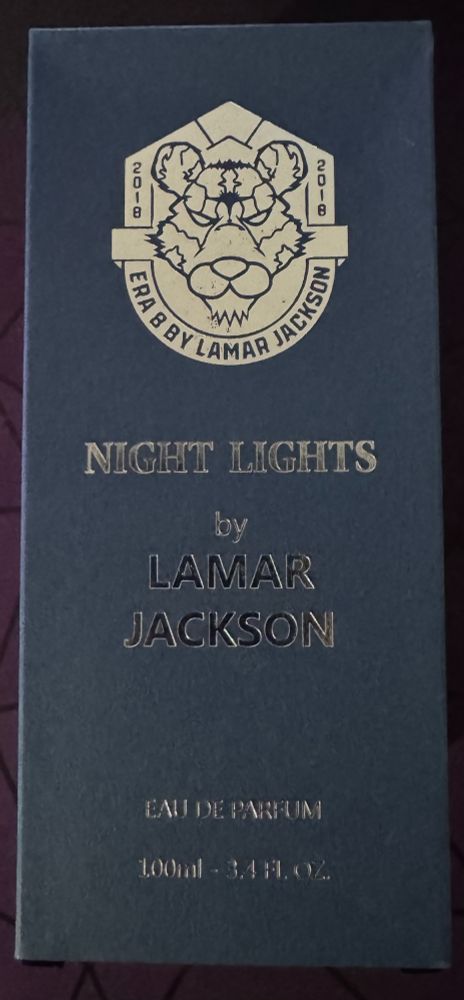 2018
2018
ERA 8 BY LAMAR JACKSON
NIGHT LIGHTS
by
LAMAR
JACKSON
EAU DE PARFUM
100ml - 3.4 FL. OZ.